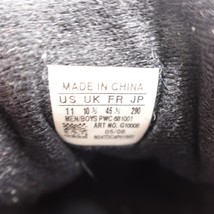 MADE IN CHINA
US UK FR JP
11 10½ 45⅓ 290
MEN/BOYS PWC 681001
ART NO. G10006
05/08